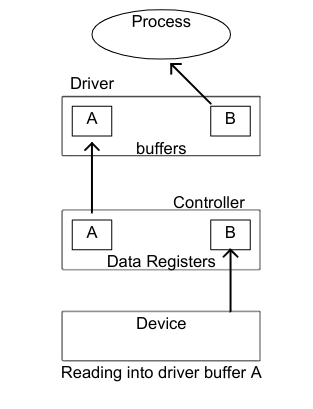 Process
Driver
A B
buffers
Controller
A B
Data Registers
Device
Reading into driver buffer A